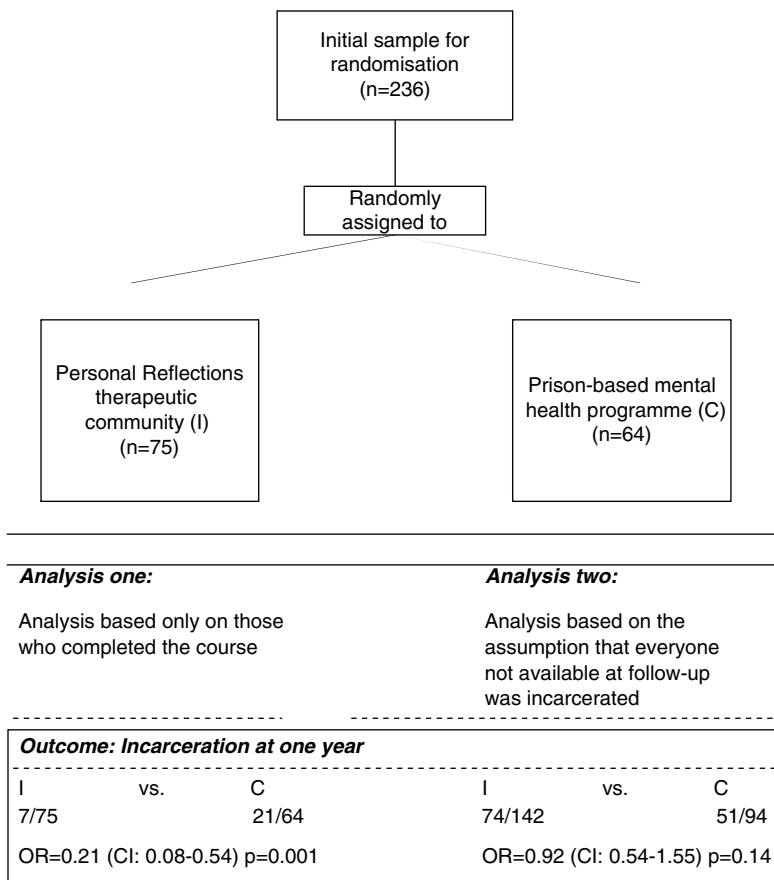 Initial sample for
randomisation
(n=236)
Randomly
assigned to
Personal Reflections
therapeutic
community (I)
(n=75)
Prison-based mental
health programme (C)
(n=64)
Analysis one:
Analysis based only on those
who completed the course
Analysis two:
Analysis based on the
assumption that everyone
not available at follow-up
was incarcerated
Outcome: Incarceration at one year
I vs. C
7/75 21/64
OR=0.21 (CI: 0.08-0.54) p=0.001
I vs. C
74/142 51/94
OR=0.92 (CI: 0.54-1.55) p=0.14